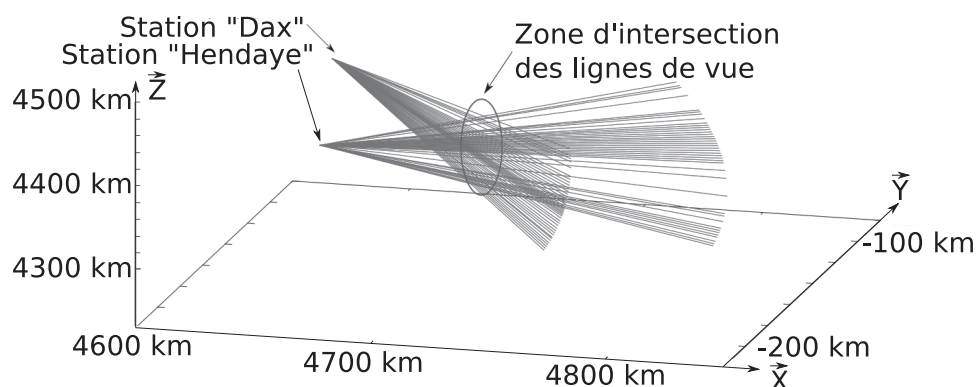 Station "Dax"
Station "Hendaye"
Zone d'intersection
des lignes de vue
Z
4500 km
4400 km
4300 km
4600 km
4700 km
4800 km
X
-200 km
-100 km
Y